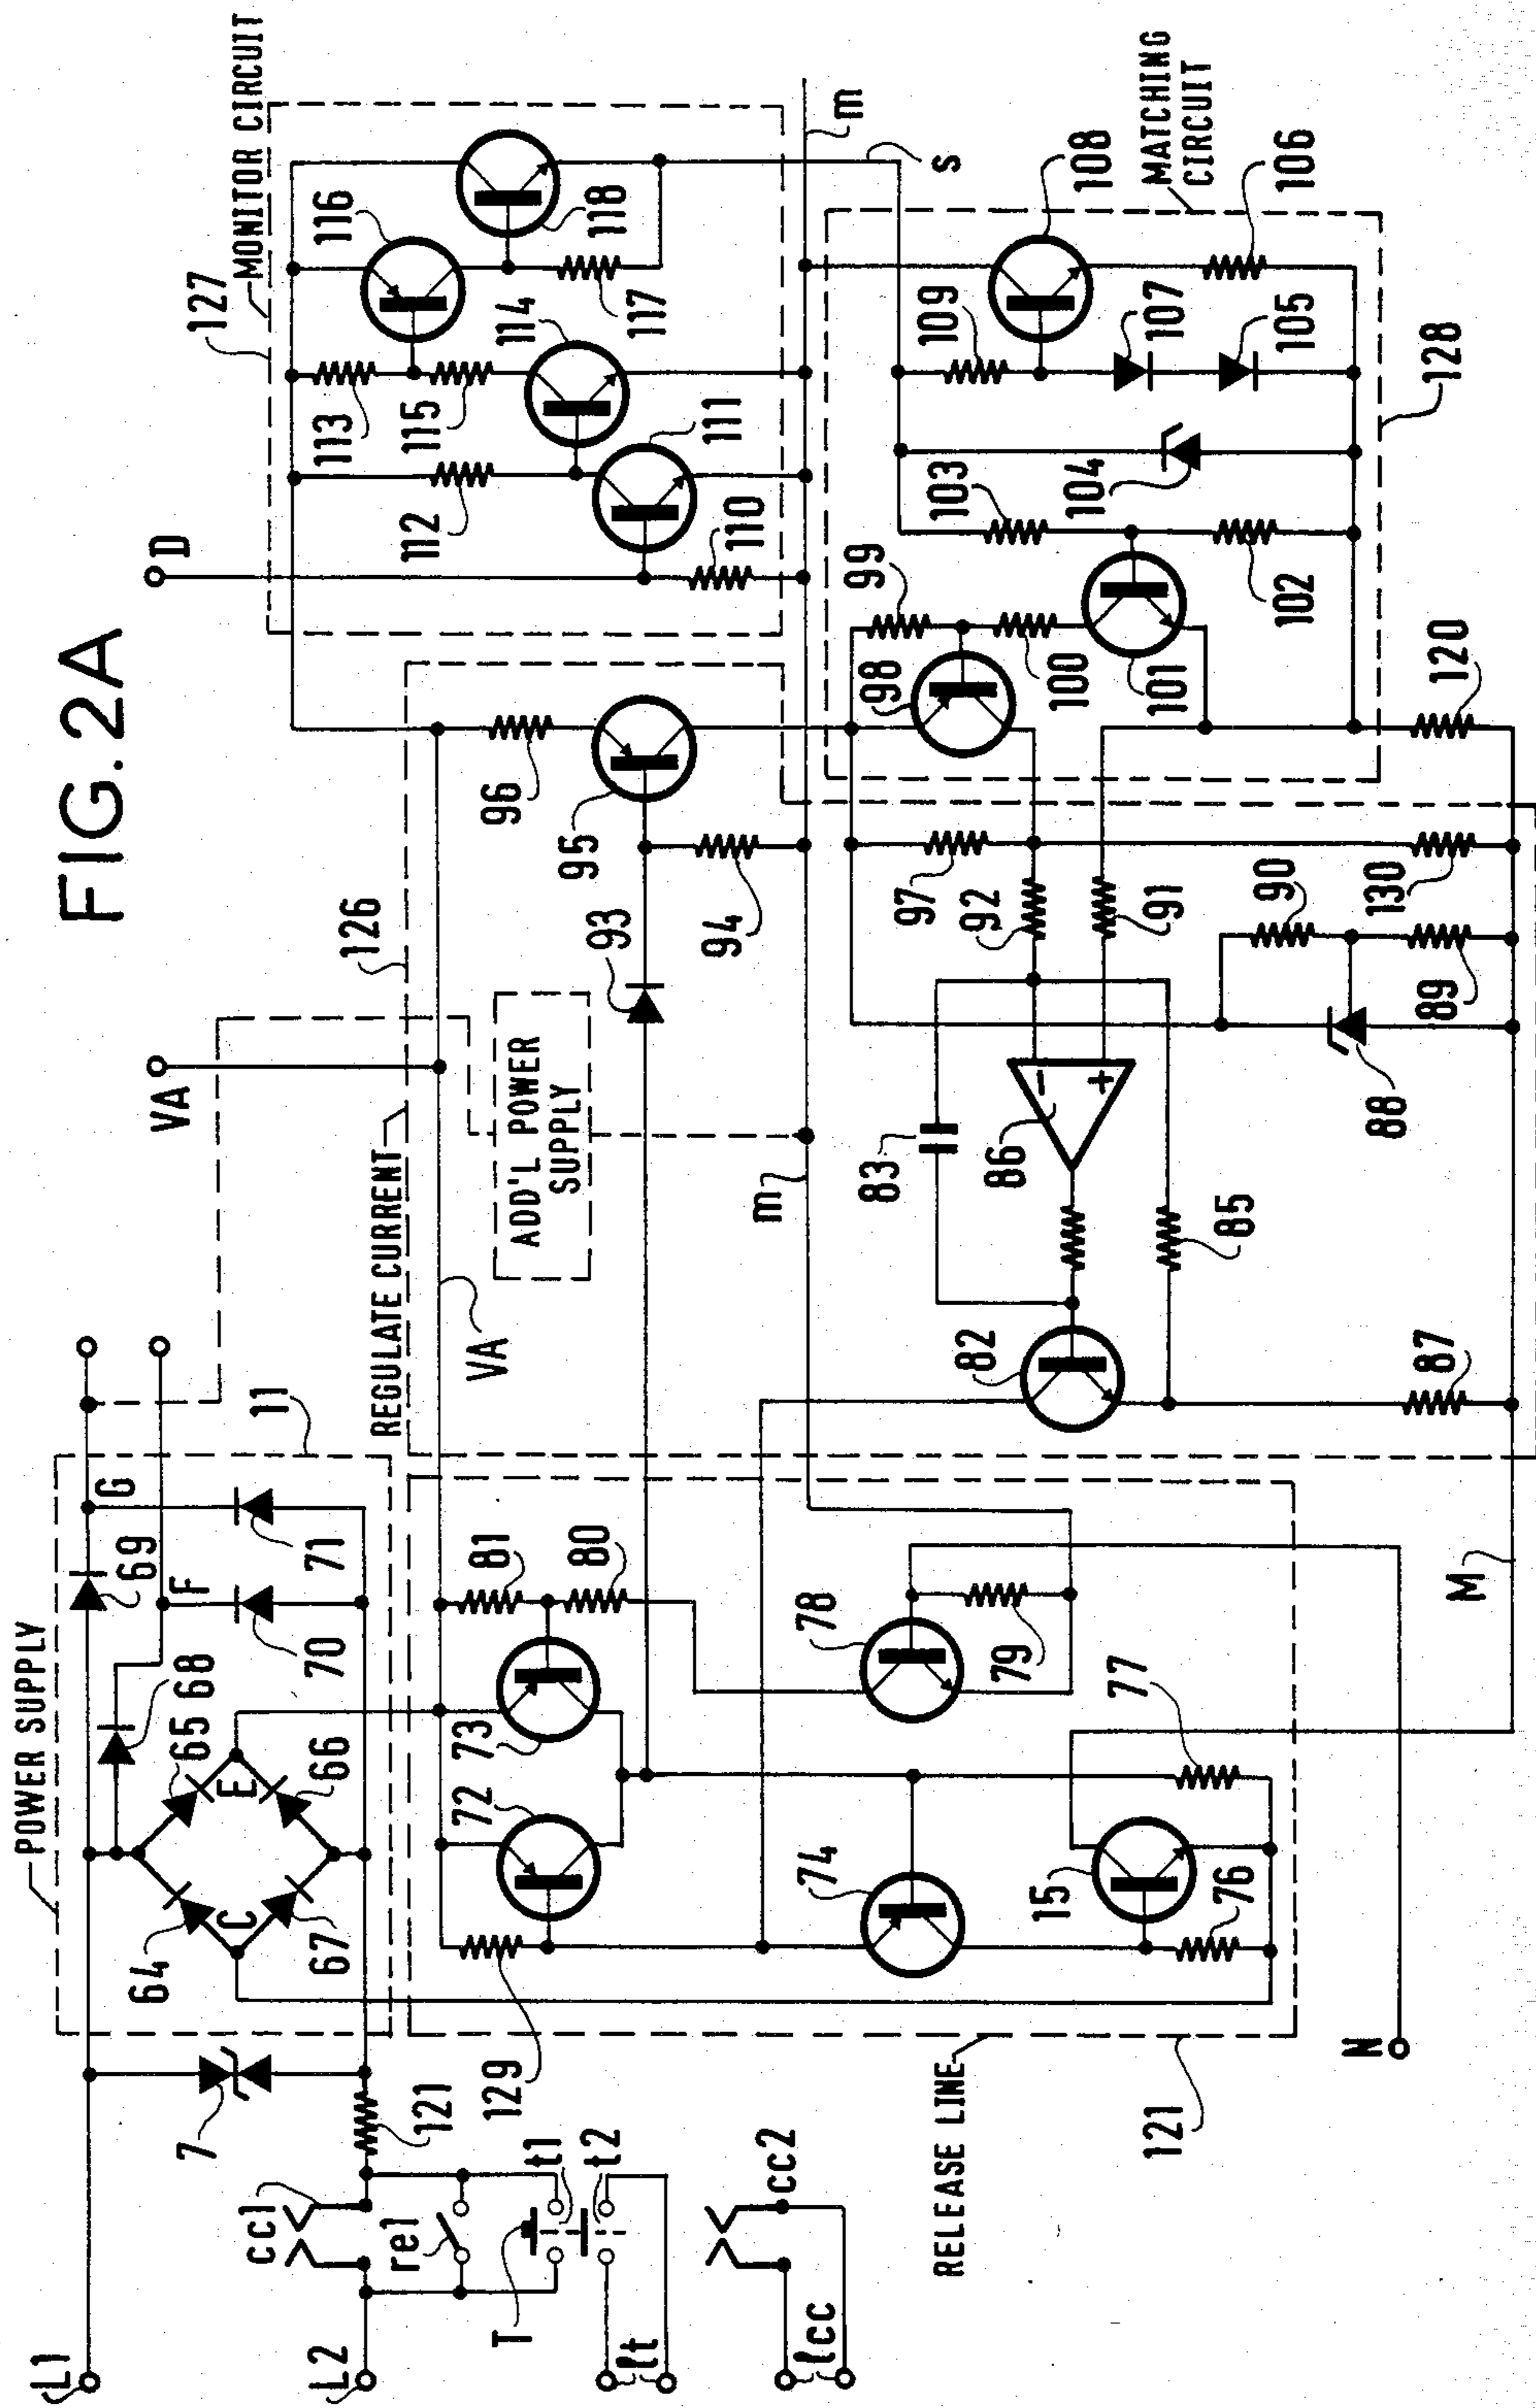 FIG. 2A
POWER SUPPLY
11
L1
L2
7
121
cc1
re1
T
t1
t2
lt
cc2
lcc
64
65
66
67
68
69
70
71
C
E
F
G
VA
REGULATE CURRENT
126
VA
ADD'L POWER
SUPPLY
m
129
72
73
81
80
74
78
79
15
76
77
RELEASE LINE
121
N
M
82
83
85
86
−
+
87
88
89
90
91
92
93
94
95
96
97
130
D
127
MONITOR CIRCUIT
110
111
112
113
114
115
116
117
118
m
s
MATCHING
CIRCUIT
128
98
99
100
101
102
103
104
105
106
107
108
109
120